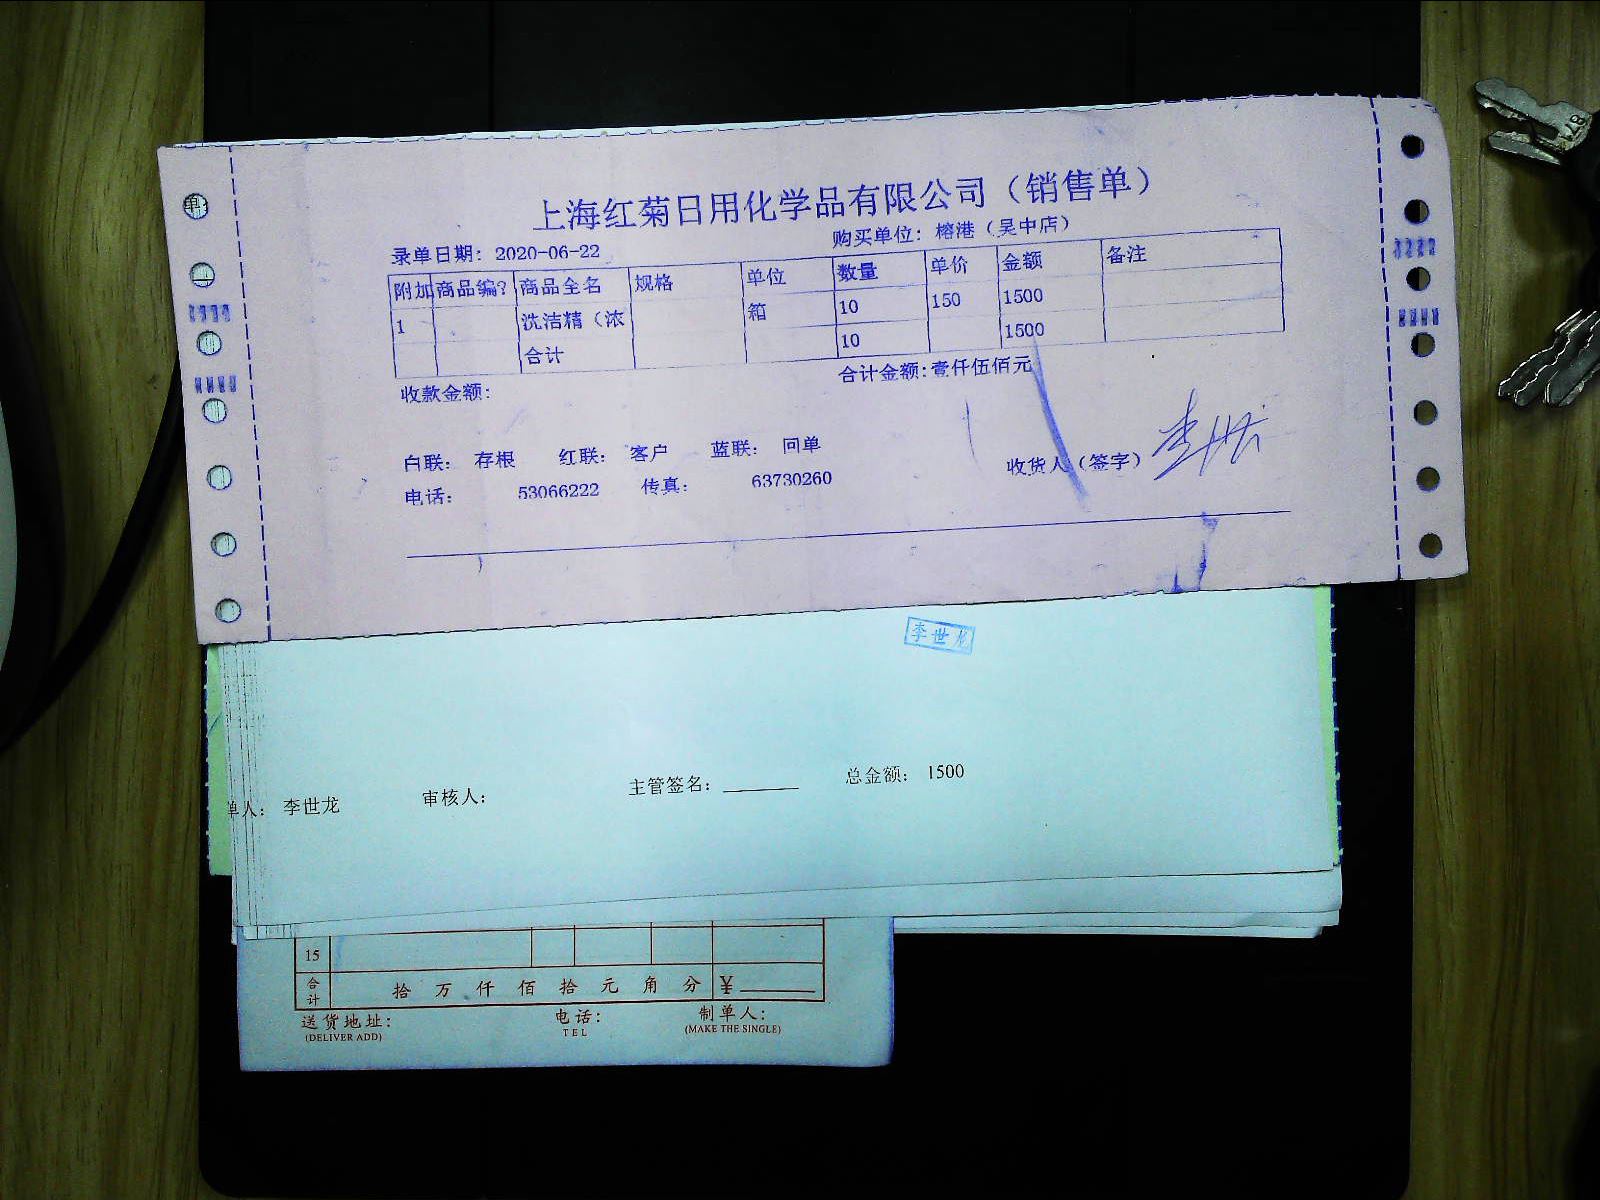 上海红菊日用化学品有限公司（销售单）
录单日期: 2020-06-22 购买单位: 榕港（吴中店）
附加 商品编? 商品全名 规格 单位 数量 单价 金额 备注
1 洗洁精（浓 箱 10 150 1500
合计 10 1500
收款金额: 合计金额:壹仟伍佰元
白联: 存根 红联: 客户 蓝联: 回单
电话: 53066222 传真: 63730260
收货人（签字） 李世龙
李世龙
单人: 李世龙 审核人: 主管签名: 总金额: 1500
15
合计 拾 万 仟 佰 拾 元 角 分 ¥
送货地址: 电话: 制单人:
(DELIVER ADD) TEL (MAKE THE SINGLE)